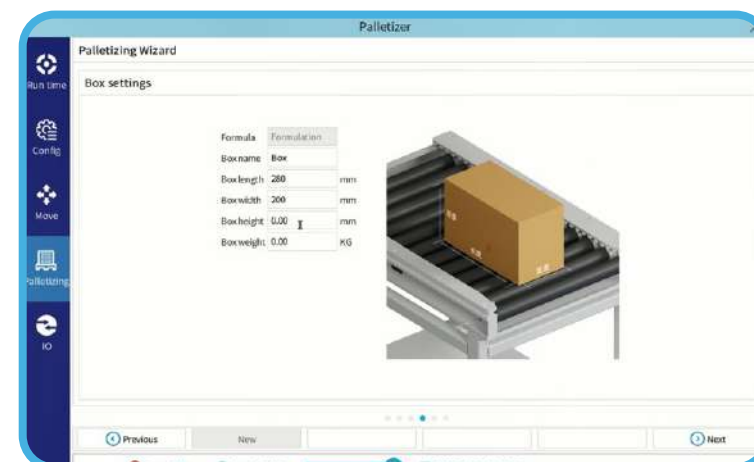 Palletizer
Palletizing Wizard
Run time
Box settings
Config
Formula Formulation
Boxname Box
Boxlength 280 mm
Boxwidth 200 mm
Boxheight 0.00 mm
Boxweight 0.00 KG
Move
Palletizing
IO
Previous New Next